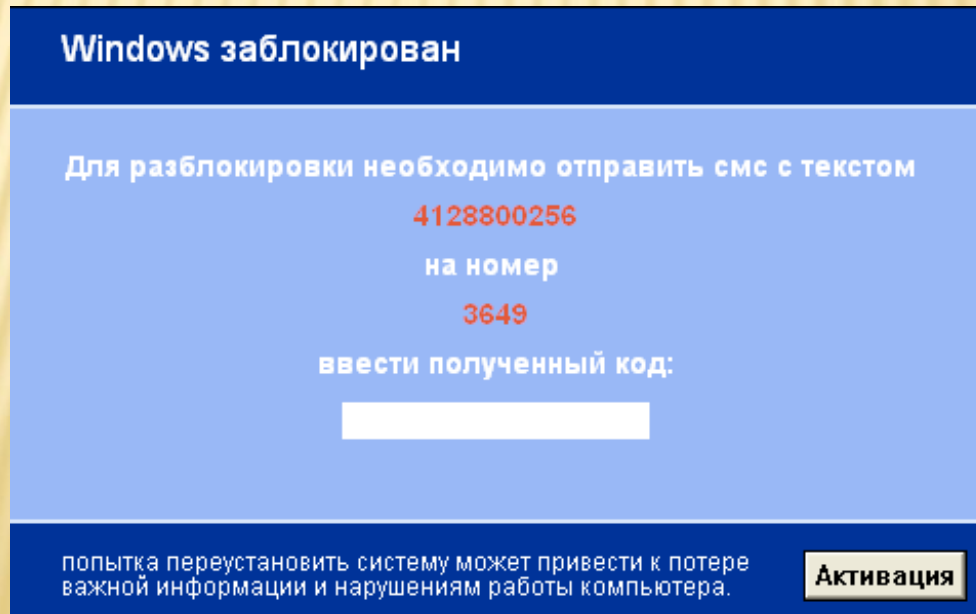 Windows заблокирован
Для разблокировки необходимо отправить смс с текстом
4128800256
на номер
3649
ввести полученный код:
попытка переустановить систему может привести к потере
важной информации и нарушениям работы компьютера.
Активация